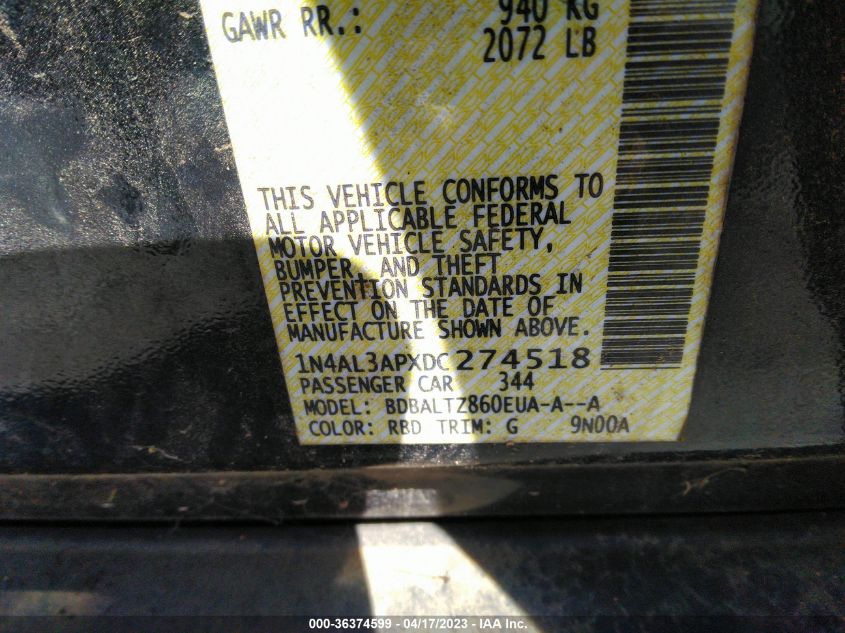 GAWR RR.: 940 KG
2072 LB
THIS VEHICLE CONFORMS TO
ALL APPLICABLE FEDERAL
MOTOR VEHICLE SAFETY,
BUMPER, AND THEFT
PREVENTION STANDARDS IN
EFFECT ON THE DATE OF
MANUFACTURE SHOWN ABOVE.
1N4AL3APXDC274518
PASSENGER CAR 344
MODEL: BDBALTZ860EUA-A--A
COLOR: RBD TRIM: G 9N00A
000-36374599 - 04/17/2023 - IAA Inc.